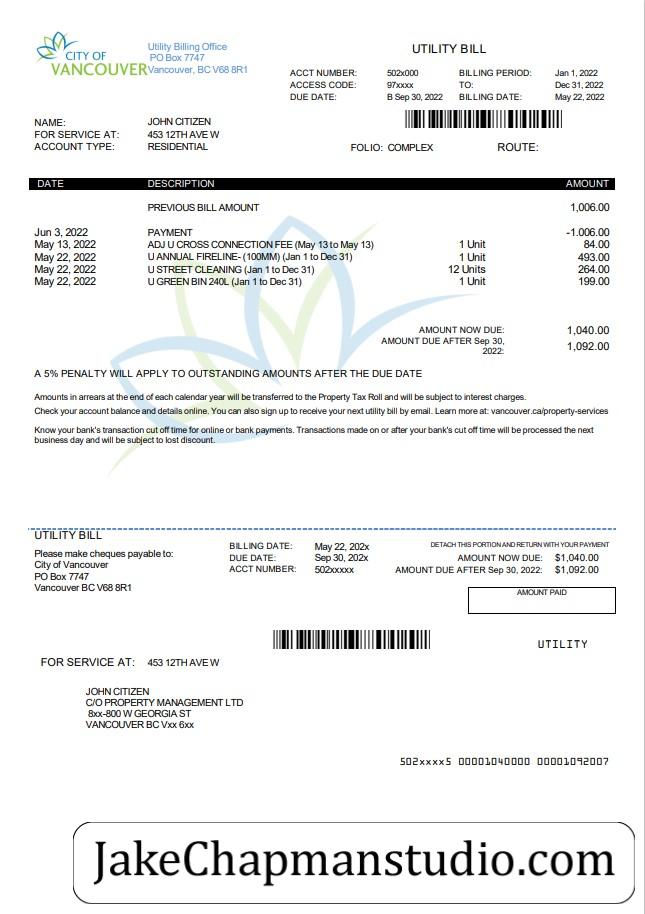 CITY OF
VANCOUVER
Utility Billing Office
PO Box 7747
Vancouver, BC V68 8R1
UTILITY BILL
ACCT NUMBER: 502x000 BILLING PERIOD: Jan 1, 2022
ACCESS CODE: 97xxxx TO: Dec 31, 2022
DUE DATE: B Sep 30, 2022 BILLING DATE: May 22, 2022
NAME: JOHN CITIZEN
FOR SERVICE AT: 453 12TH AVE W
ACCOUNT TYPE: RESIDENTIAL FOLIO: COMPLEX ROUTE:
DATE DESCRIPTION AMOUNT
PREVIOUS BILL AMOUNT 1,006.00
Jun 3, 2022 PAYMENT -1.006.00
May 13, 2022 ADJ U CROSS CONNECTION FEE (May 13 to May 13) 1 Unit 84.00
May 22, 2022 U ANNUAL FIRELINE- (100MM) (Jan 1 to Dec 31) 1 Unit 493.00
May 22, 2022 U STREET CLEANING (Jan 1 to Dec 31) 12 Units 264.00
May 22, 2022 U GREEN BIN 240L (Jan 1 to Dec 31) 1 Unit 199.00
AMOUNT NOW DUE: 1,040.00
AMOUNT DUE AFTER Sep 30, 1,092.00
2022:
A 5% PENALTY WILL APPLY TO OUTSTANDING AMOUNTS AFTER THE DUE DATE
Amounts in arrears at the end of each calendar year will be transferred to the Property Tax Roll and will be subject to interest charges.
Check your account balance and details online. You can also sign up to receive your next utility bill by email. Learn more at: vancouver.ca/property-services
Know your bank's transaction cut off time for online or bank payments. Transactions made on or after your bank's cut off time will be processed the next
business day and will be subject to lost discount.
UTILITY BILL
Please make cheques payable to:
City of Vancouver
PO Box 7747
Vancouver BC V68 8R1
BILLING DATE: May 22, 202x
DUE DATE: Sep 30, 202x
ACCT NUMBER: 502xxxxx
DETACH THIS PORTION AND RETURN WITH YOUR PAYMENT
AMOUNT NOW DUE: $1,040.00
AMOUNT DUE AFTER Sep 30, 2022: $1,092.00
AMOUNT PAID
UTILITY
FOR SERVICE AT: 453 12TH AVE W
JOHN CITIZEN
C/O PROPERTY MANAGEMENT LTD
8xx-800 W GEORGIA ST
VANCOUVER BC Vxx 6xx
502xxxx5 00001040000 00001092007
JakeChapmanstudio.com